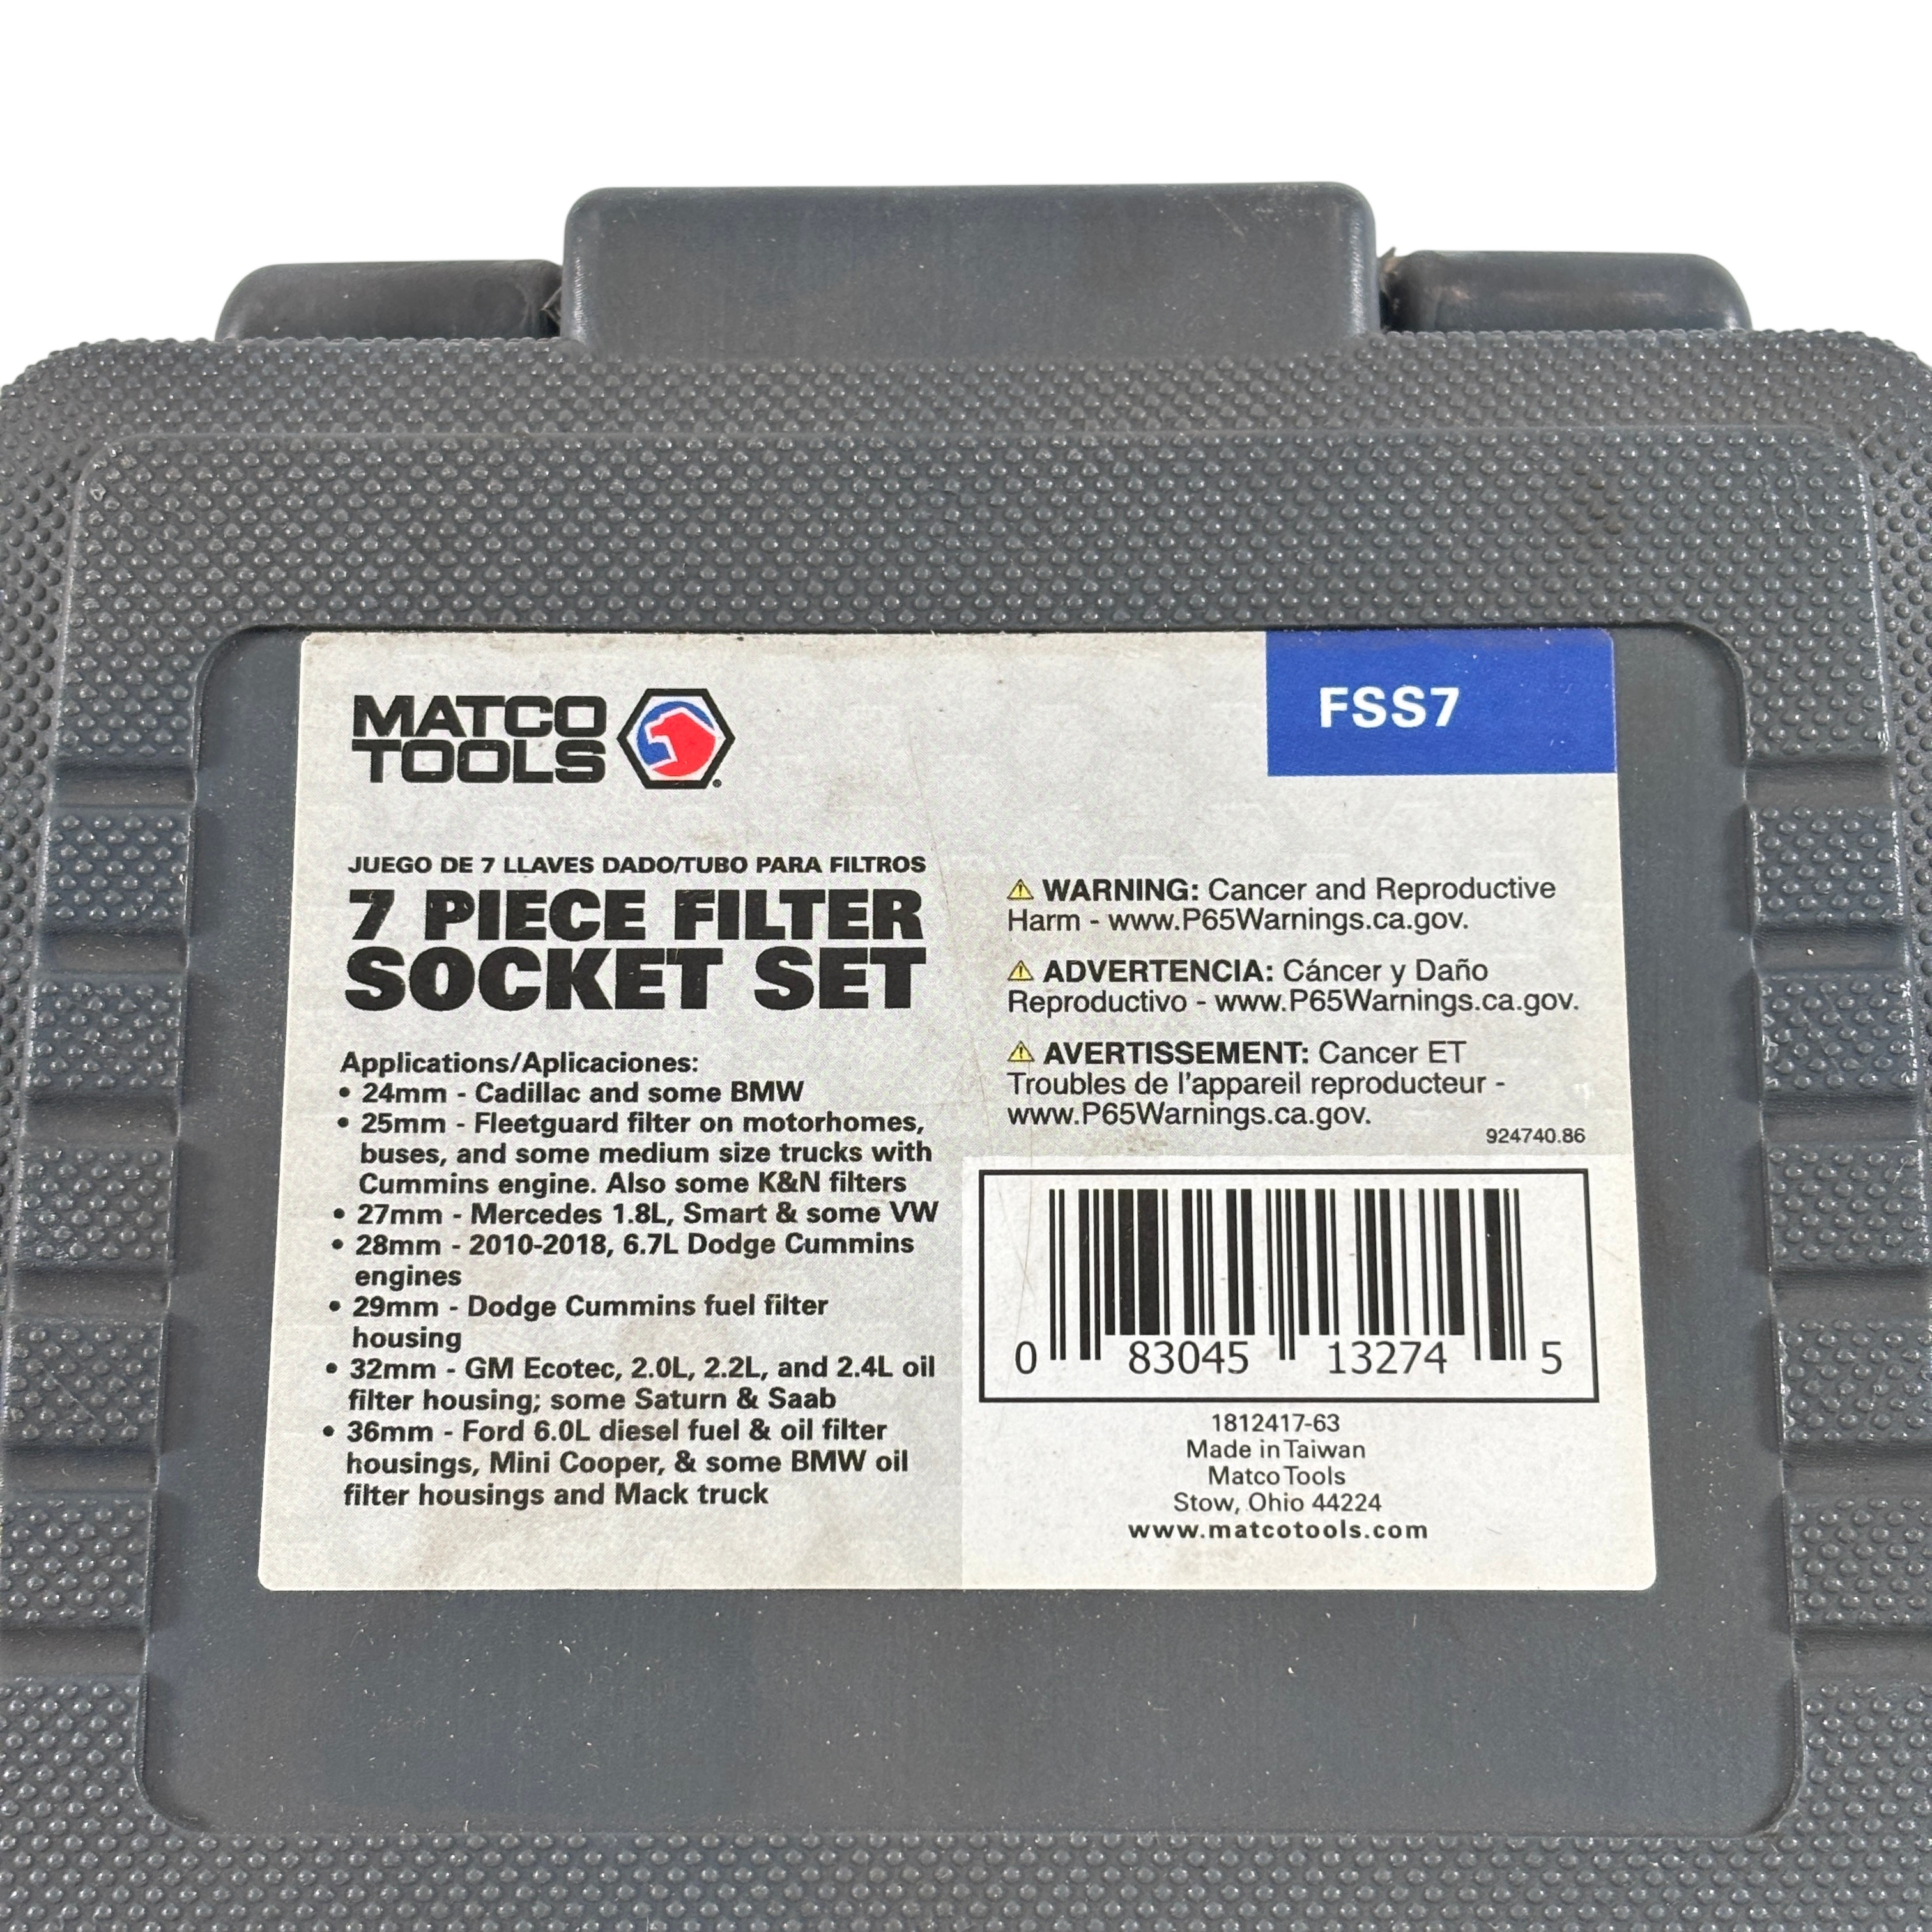 MATCO
TOOLS
FSS7
JUEGO DE 7 LLAVES DADO/TUBO PARA FILTROS
7 PIECE FILTER
SOCKET SET
Applications/Aplicaciones:
• 24mm - Cadillac and some BMW
• 25mm - Fleetguard filter on motorhomes,
buses, and some medium size trucks with
Cummins engine. Also some K&N filters
• 27mm - Mercedes 1.8L, Smart & some VW
• 28mm - 2010-2018, 6.7L Dodge Cummins
engines
• 29mm - Dodge Cummins fuel filter
housing
• 32mm - GM Ecotec, 2.0L, 2.2L, and 2.4L oil
filter housing; some Saturn & Saab
• 36mm - Ford 6.0L diesel fuel & oil filter
housings, Mini Cooper, & some BMW oil
filter housings and Mack truck
⚠ WARNING: Cancer and Reproductive
Harm - www.P65Warnings.ca.gov.
⚠ ADVERTENCIA: Cáncer y Daño
Reproductivo - www.P65Warnings.ca.gov.
⚠ AVERTISSEMENT: Cancer ET
Troubles de l'appareil reproducteur -
www.P65Warnings.ca.gov.
924740.86
0 83045 13274 5
1812417-63
Made in Taiwan
Matco Tools
Stow, Ohio 44224
www.matcotools.com